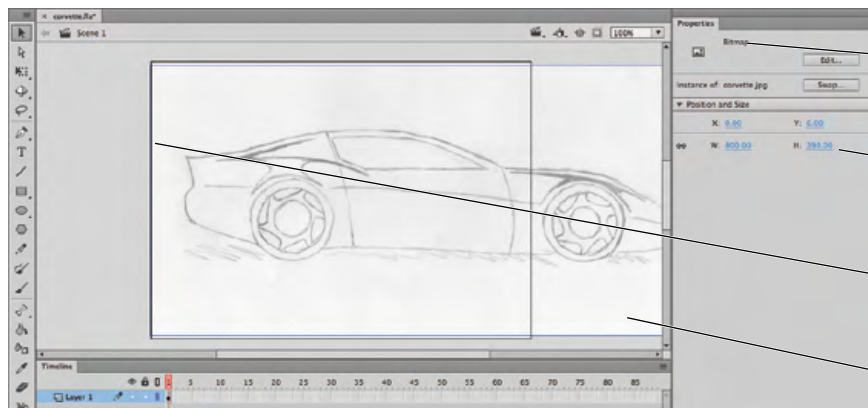 corvette.fla*
Scene 1
100%
T
Timeline
1 5 10 15 20 25 30 35 40 45 50 55 60 65 70 75 80 85
Layer 1
Properties
Bitmap
Edit...
Instance of: corvette.jpg
Swap...
Position and Size
X: 0.00 Y: 0.00
W: 800.00 H: 390.00